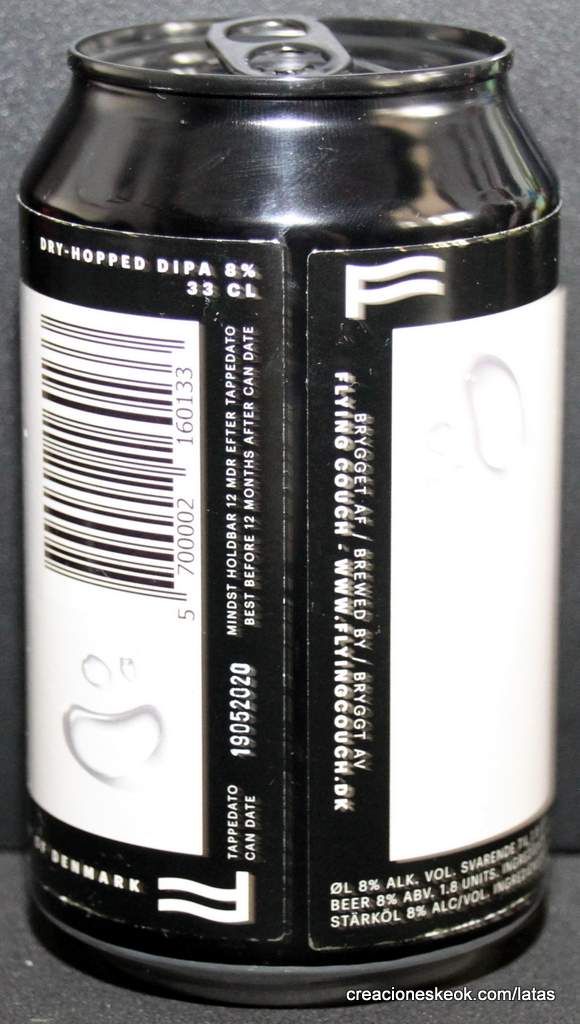 DRY-HOPPED DIPA 8%
33 CL
5 700002 160133
MINDST HOLDBAR 12 MDR EFTER TAPPEDATO
BEST BEFORE 12 MONTHS AFTER CAN DATE
19052020
TAPPEDATO
CAN DATE
OF DENMARK
BRYGGET AF / BREWED BY / BRYGGT AV
FLYING COUCH - WWW.FLYINGCOUCH.DK
ØL 8% ALK. VOL. SVARENDE
BEER 8% ABV. 1.8 UNITS.
STÄRKÖL 8% ALC/VOL.
creacioneskeok.com/latas